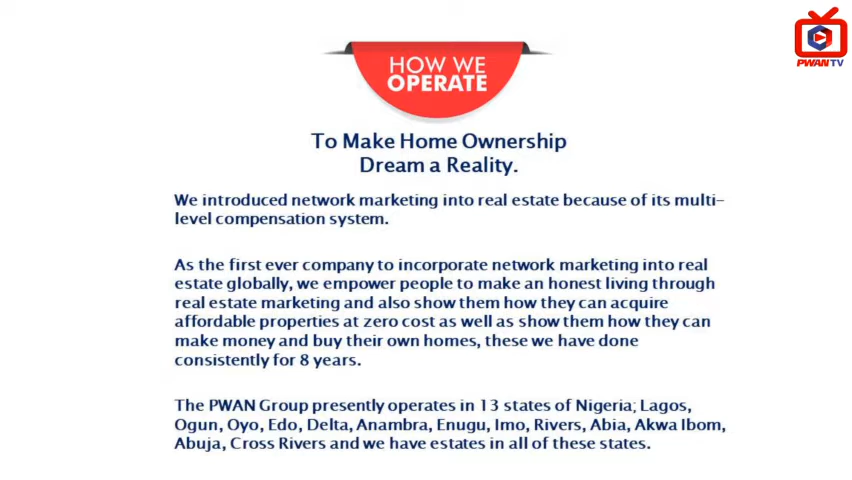 PWAN TV
HOW WE
OPERATE
To Make Home Ownership
Dream a Reality.
We introduced network marketing into real estate because of its multi-
level compensation system.
As the first ever company to incorporate network marketing into real
estate globally, we empower people to make an honest living through
real estate marketing and also show them how they can acquire
affordable properties at zero cost as well as show them how they can
make money and buy their own homes, these we have done
consistently for 8 years.
The PWAN Group presently operates in 13 states of Nigeria; Lagos,
Ogun, Oyo, Edo, Delta, Anambra, Enugu, Imo, Rivers, Abia, Akwa Ibom,
Abuja, Cross Rivers and we have estates in all of these states.